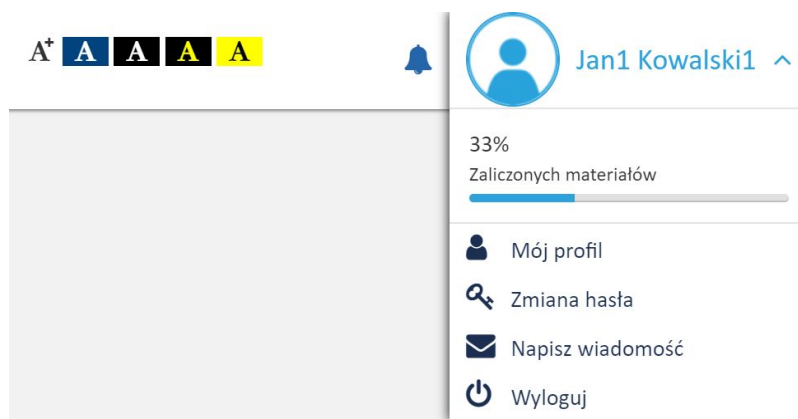 A+ A A A A
Jan1 Kowalski1
33%
Zaliczonych materiałów
Mój profil
Zmiana hasła
Napisz wiadomość
Wyloguj